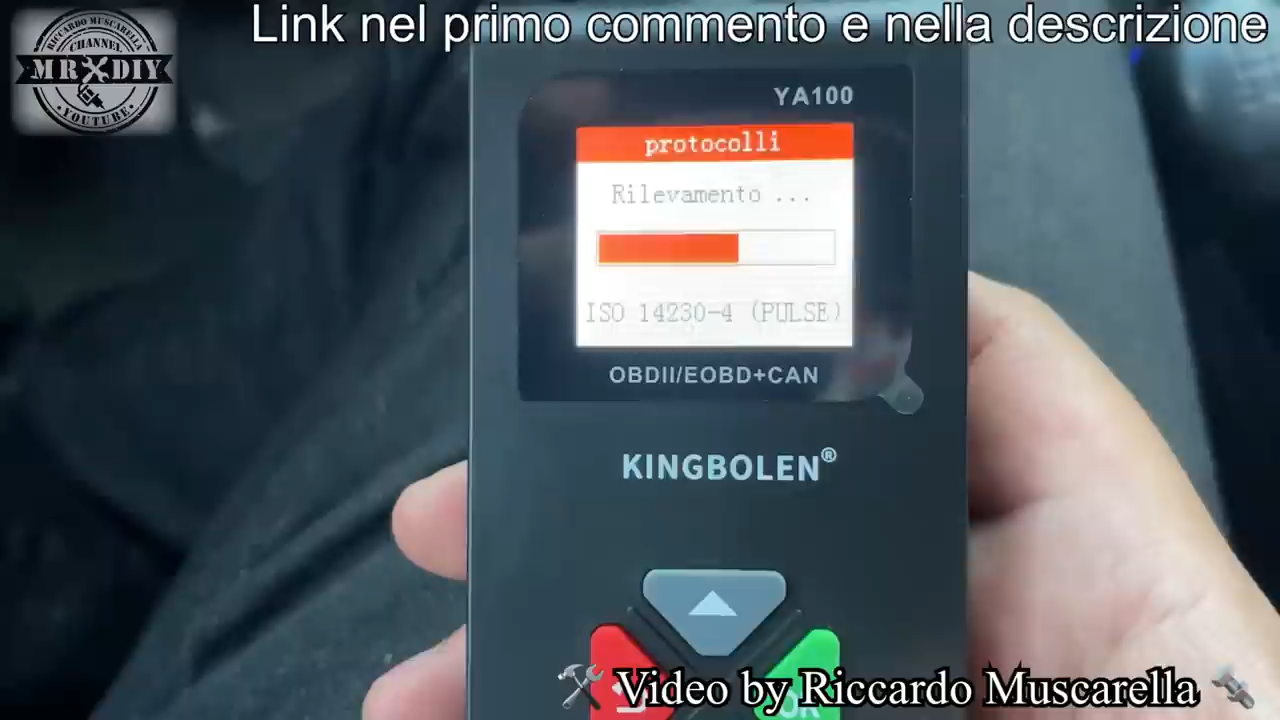 Link nel primo commento e nella descrizione
RICCARDO MUSCARELLA
CHANNEL
MR DIY
YOUTUBE
YA100
protocolli
Rilevamento ...
ISO 14230-4 (PULSE)
OBDII/EOBD+CAN
KINGBOLEN®
OK
Video by Riccardo Muscarella